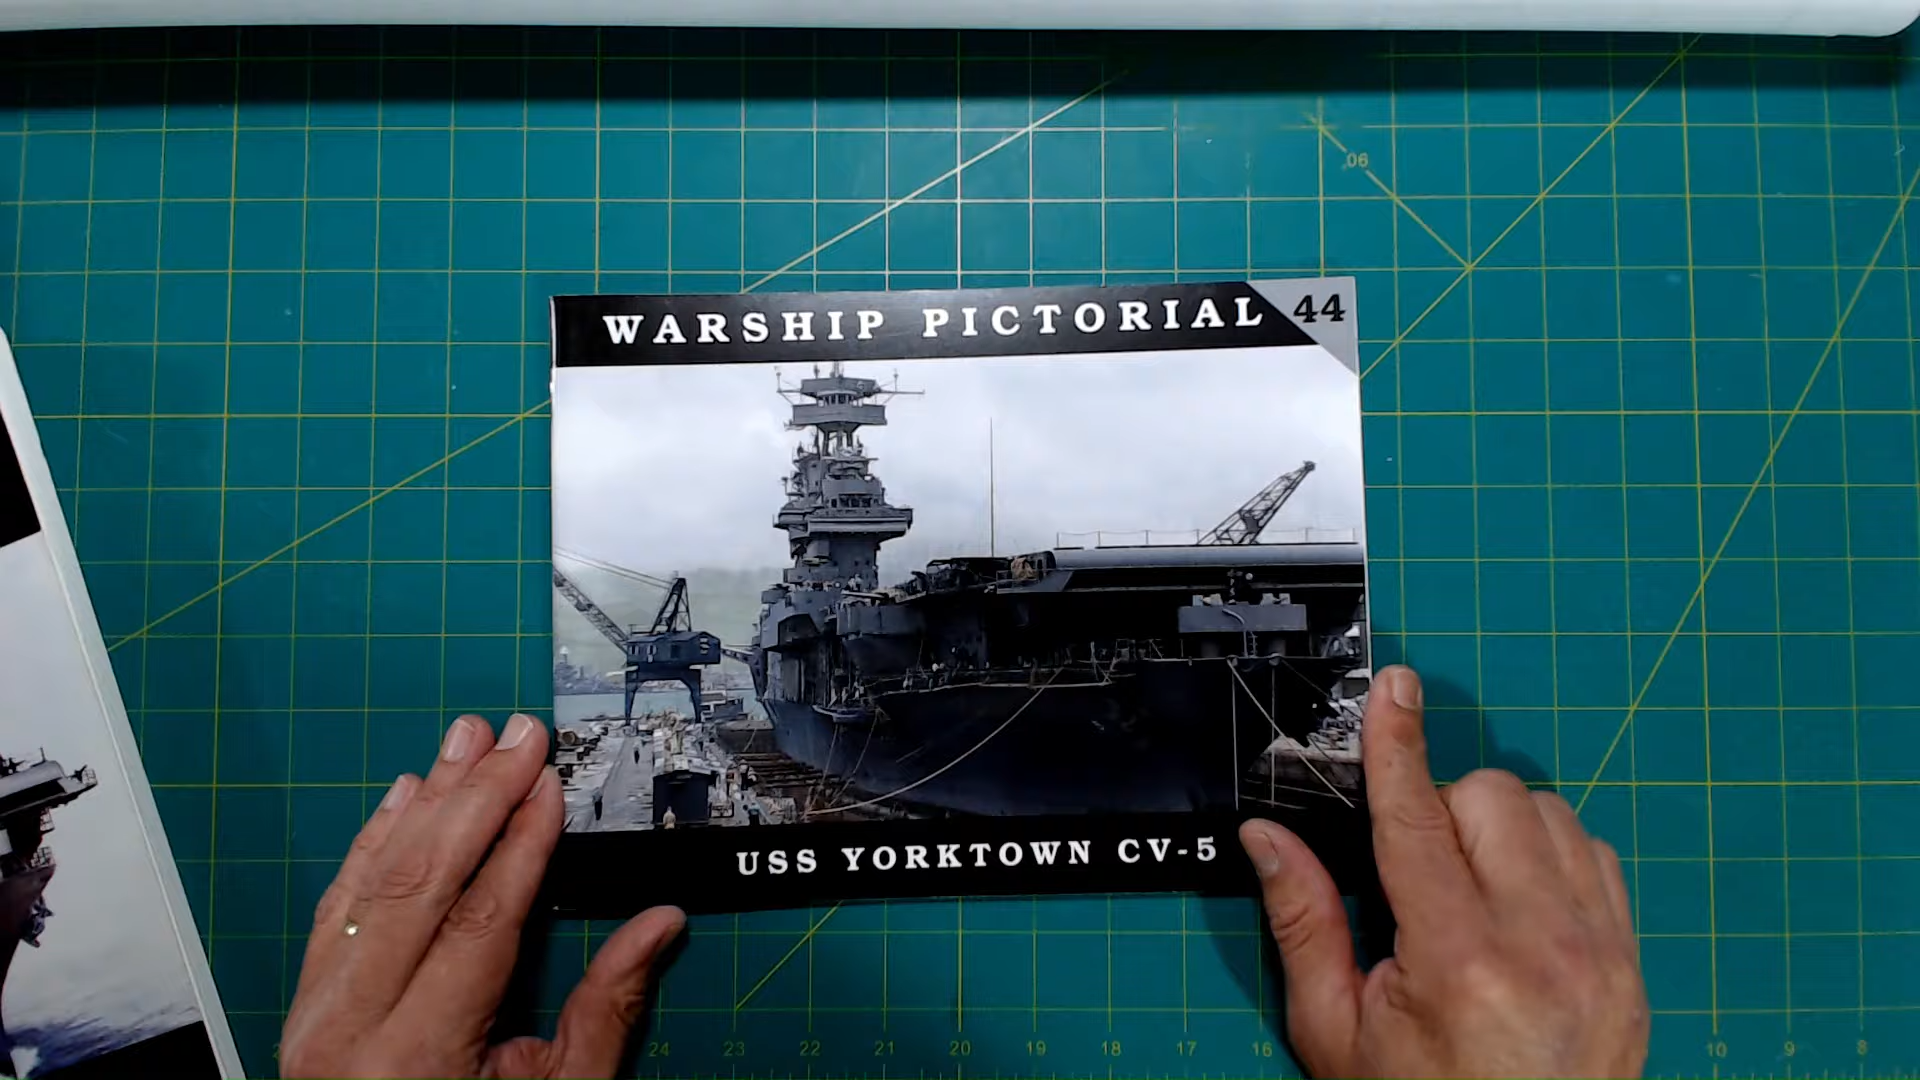 WARSHIP PICTORIAL 44
USS YORKTOWN CV-5
06
24 23 22 21 20 19 18 17 16 10 9 8